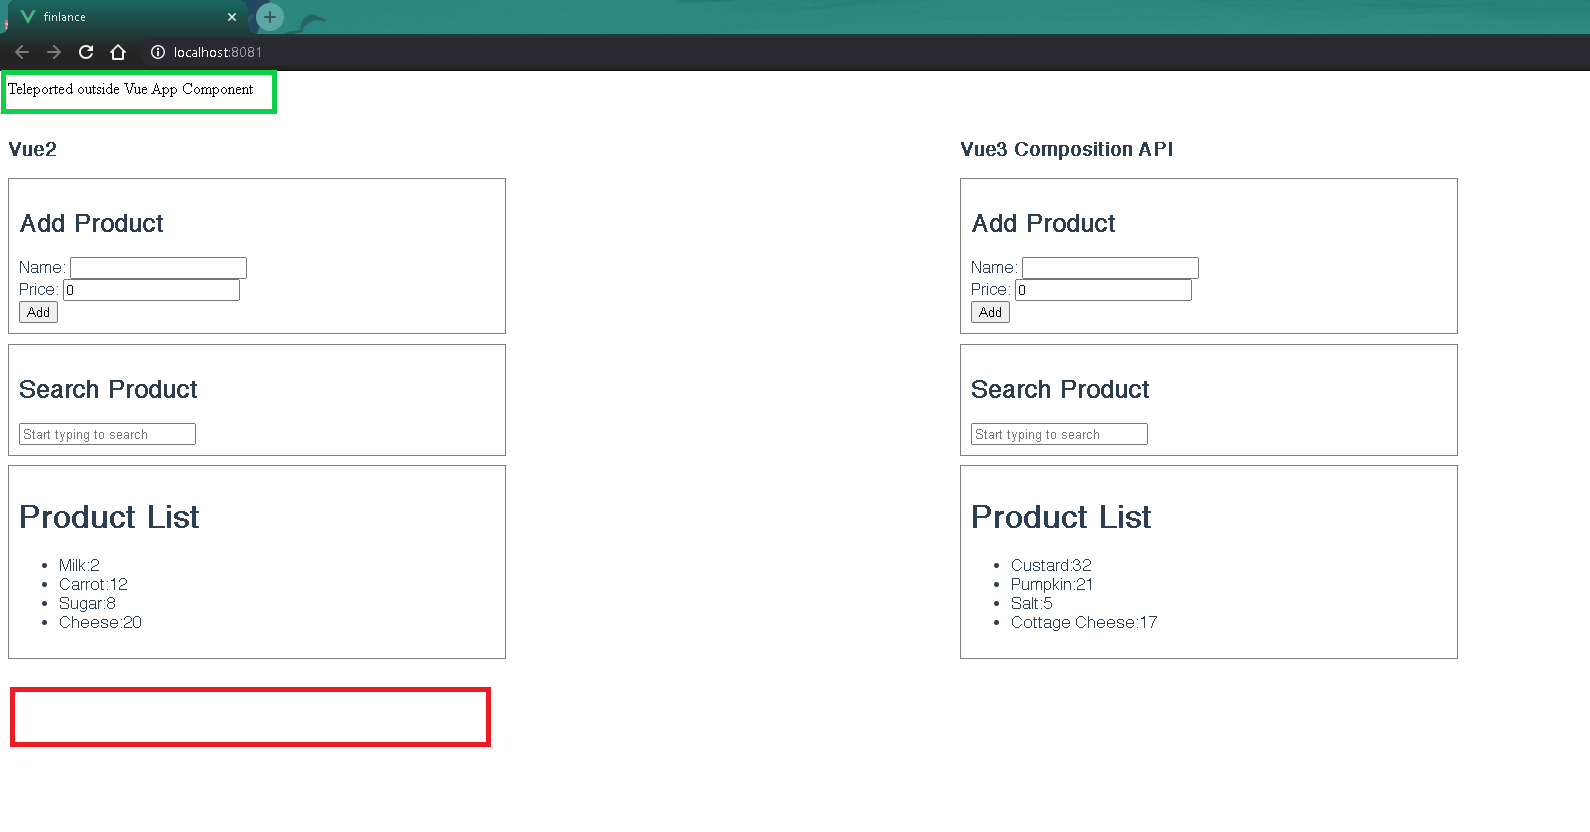 finlance
localhost:8081
Teleported outside Vue App Component
Vue2
Add Product
Name:
Price: 0
Add
Search Product
Start typing to search
Product List
Milk:2
Carrot:12
Sugar:8
Cheese:20
Vue3 Composition API
Add Product
Name:
Price: 0
Add
Search Product
Start typing to search
Product List
Custard:32
Pumpkin:21
Salt:5
Cottage Cheese:17